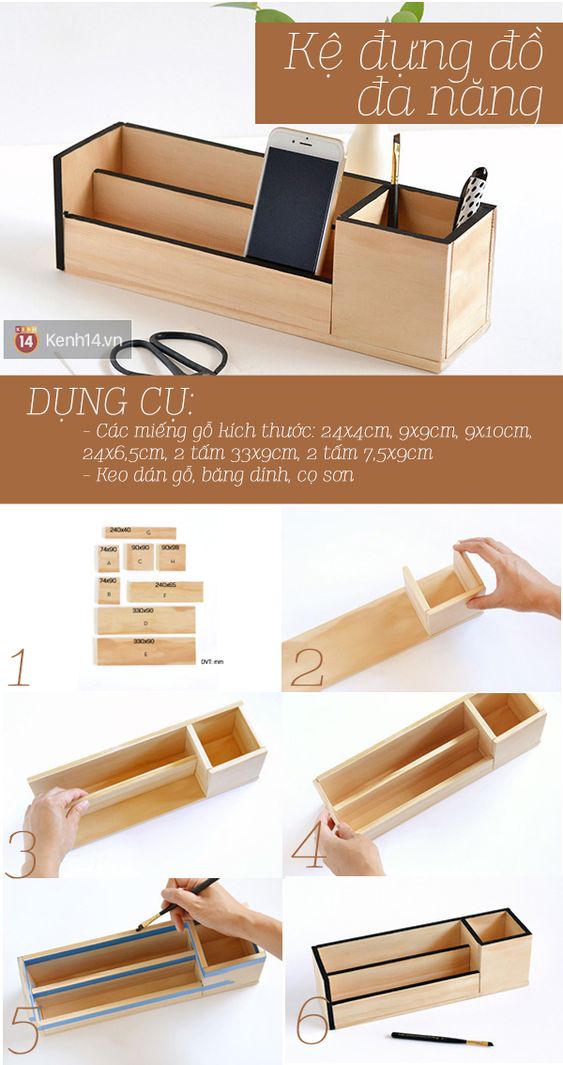 Kệ đựng đồ
đa năng
KENH
14 Kenh14.vn
DỤNG CỤ:
- Các miếng gỗ kích thước: 24x4cm, 9x9cm, 9x10cm,
24x6,5cm, 2 tấm 33x9cm, 2 tấm 7,5x9cm
- Keo dán gỗ, băng dính, cọ sơn
240x40
G
74x90
A
90x90
C
90x98
H
74x90
B
240x65
F
330x90
D
330x90
E
ĐVT: mm
1
2
3
4
5
6